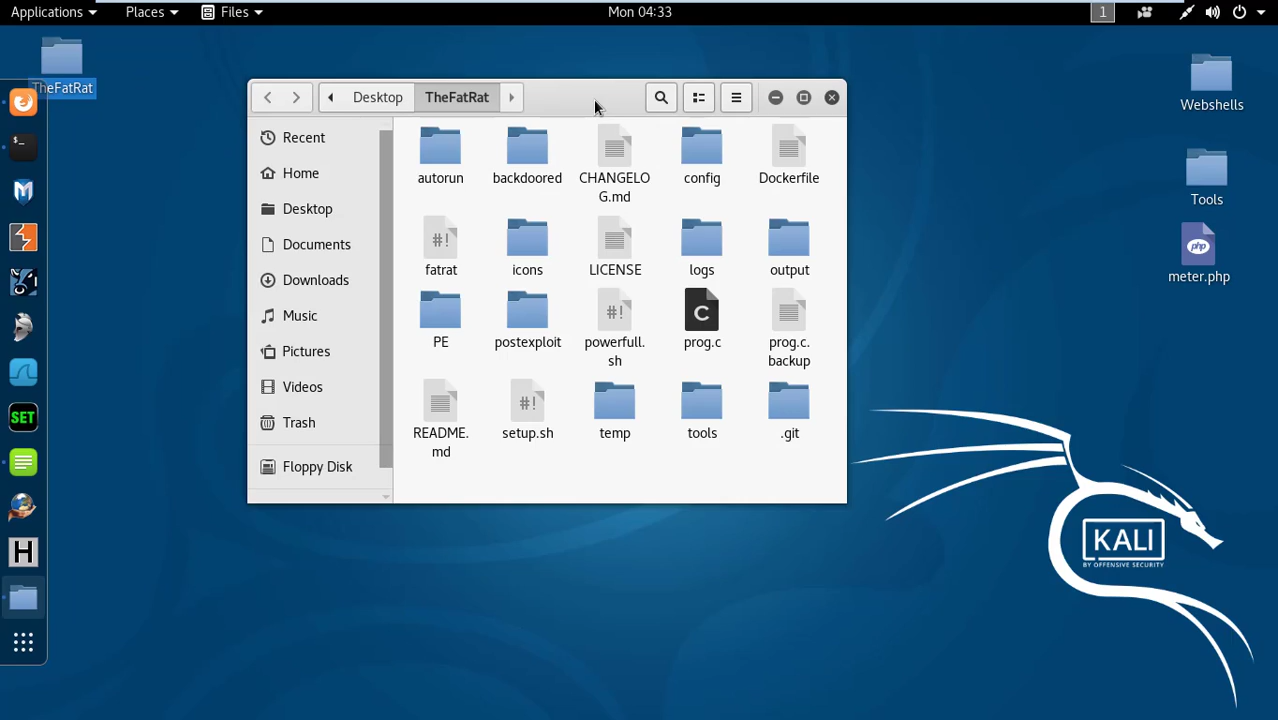 Applications
Places
Files
Mon 04:33
1
TheFatRat
Desktop
TheFatRat
Recent
Home
Desktop
Documents
Downloads
Music
Pictures
Videos
Trash
Floppy Disk
autorun
backdoored
CHANGELO
G.md
config
Dockerfile
#!
fatrat
icons
LICENSE
logs
output
PE
postexploit
#!
powerfull.
sh
C
prog.c
prog.c.
backup
README.
md
#!
setup.sh
temp
tools
.git
Webshells
Tools
php
meter.php
SET
H
KALI
BY OFFENSIVE SECURITY